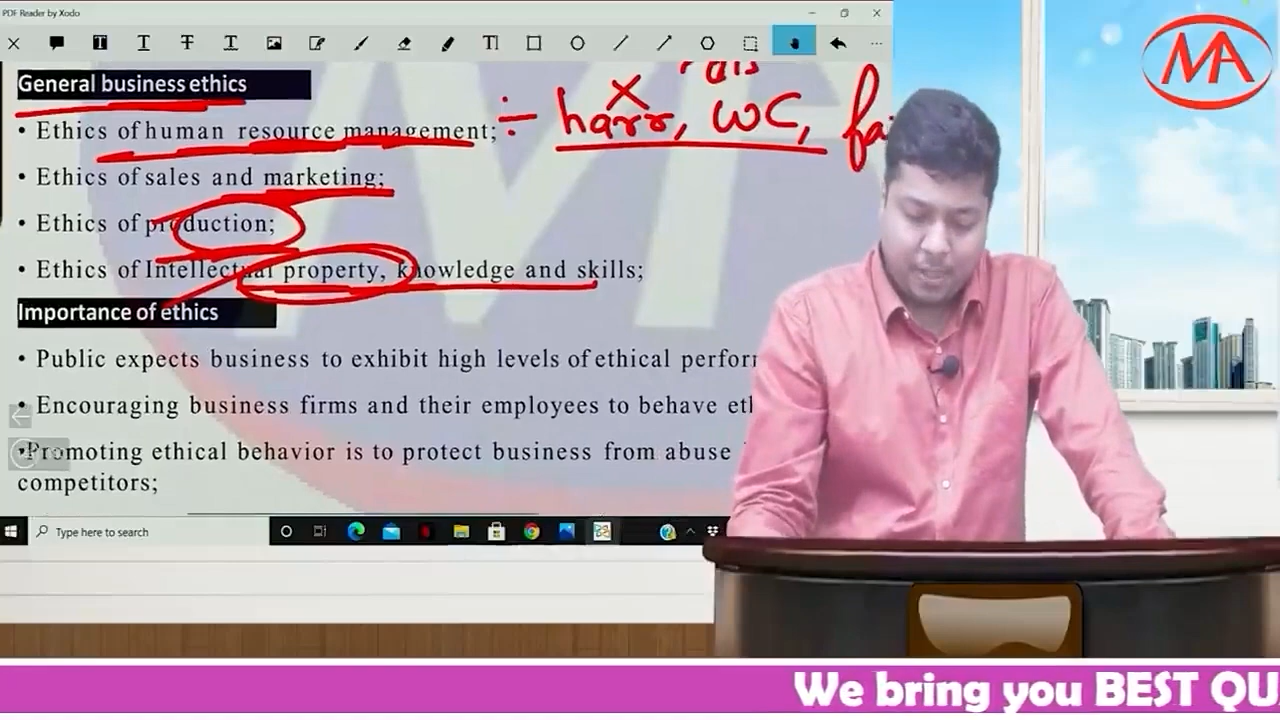 PDF Reader by Xodo
General business ethics
• Ethics of human resource management; ÷ harr, WC,
• Ethics of sales and marketing;
• Ethics of production;
• Ethics of Intellectual property, knowledge and skills;
Importance of ethics
• Public expects business to exhibit high levels of ethical perfor
• Encouraging business firms and their employees to behave
•Promoting ethical behavior is to protect business from abuse
competitors;
Type here to search
MA
We bring you BEST QU